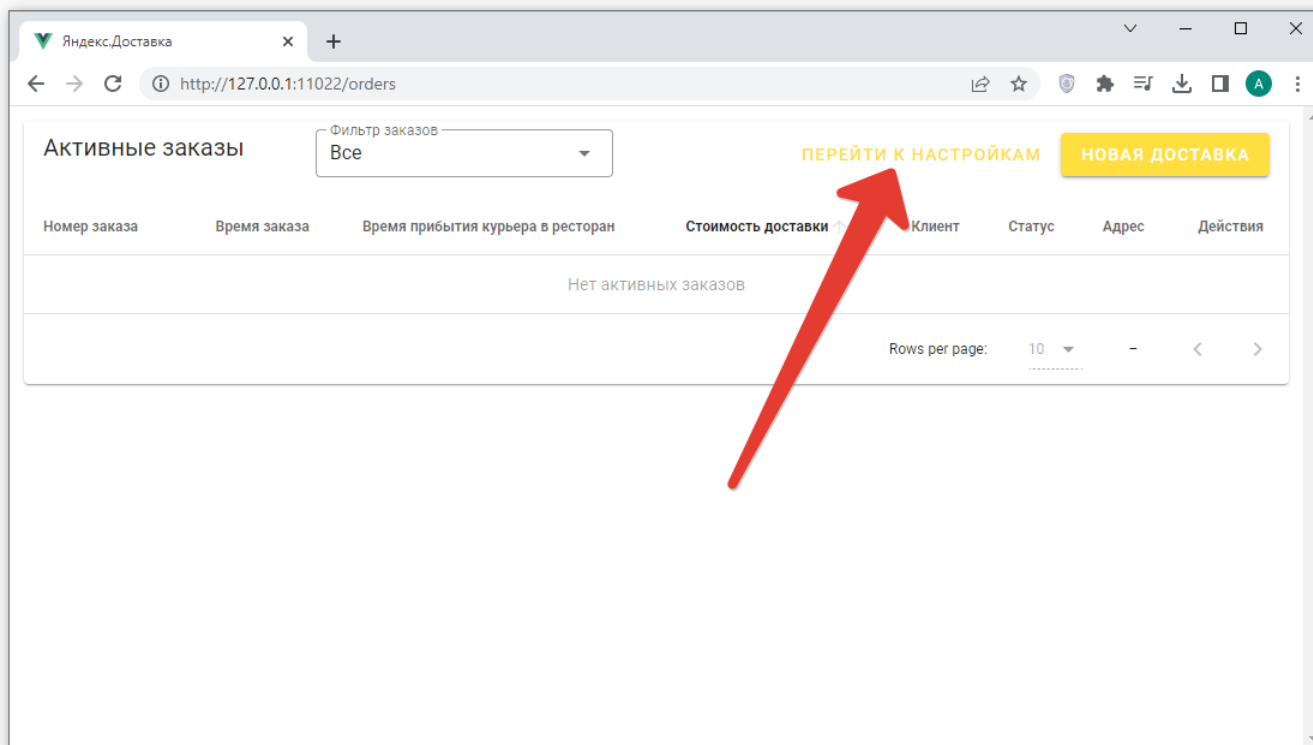 Яндекс.Доставка
http://127.0.0.1:11022/orders
A
Активные заказы
Фильтр заказов
Все
ПЕРЕЙТИ К НАСТРОЙКАМ
НОВАЯ ДОСТАВКА
Номер заказа Время заказа Время прибытия курьера в ресторан Стоимость доставки Клиент Статус Адрес Действия
Нет активных заказов
Rows per page: 10 –